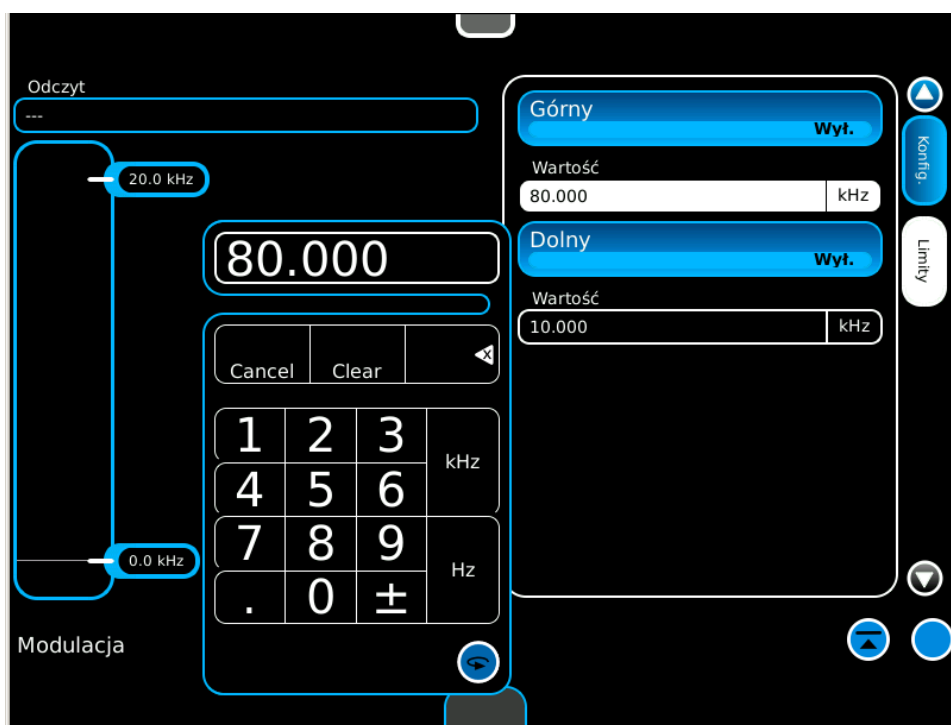 Odczyt
---
20.0 kHz
0.0 kHz
Modulacja
80.000
Cancel Clear x
1 2 3 kHz
4 5 6
7 8 9 Hz
. 0 ±
Górny
Wył.
Wartość
80.000 kHz
Dolny
Wył.
Wartość
10.000 kHz
Konfig.
Limity